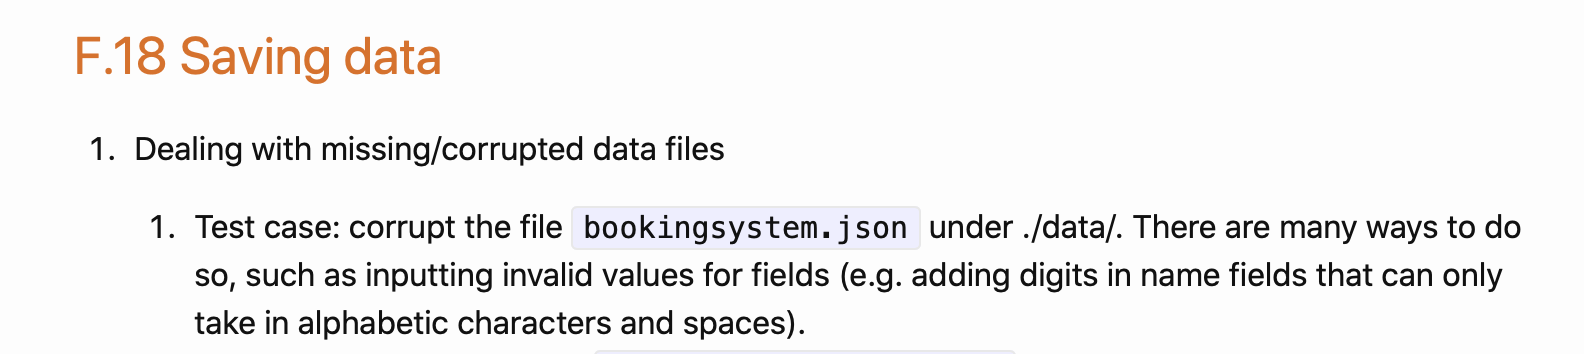 F.18 Saving data
1. Dealing with missing/corrupted data files
1. Test case: corrupt the file bookingsystem.json under ./data/. There are many ways to do
so, such as inputting invalid values for fields (e.g. adding digits in name fields that can only
take in alphabetic characters and spaces).